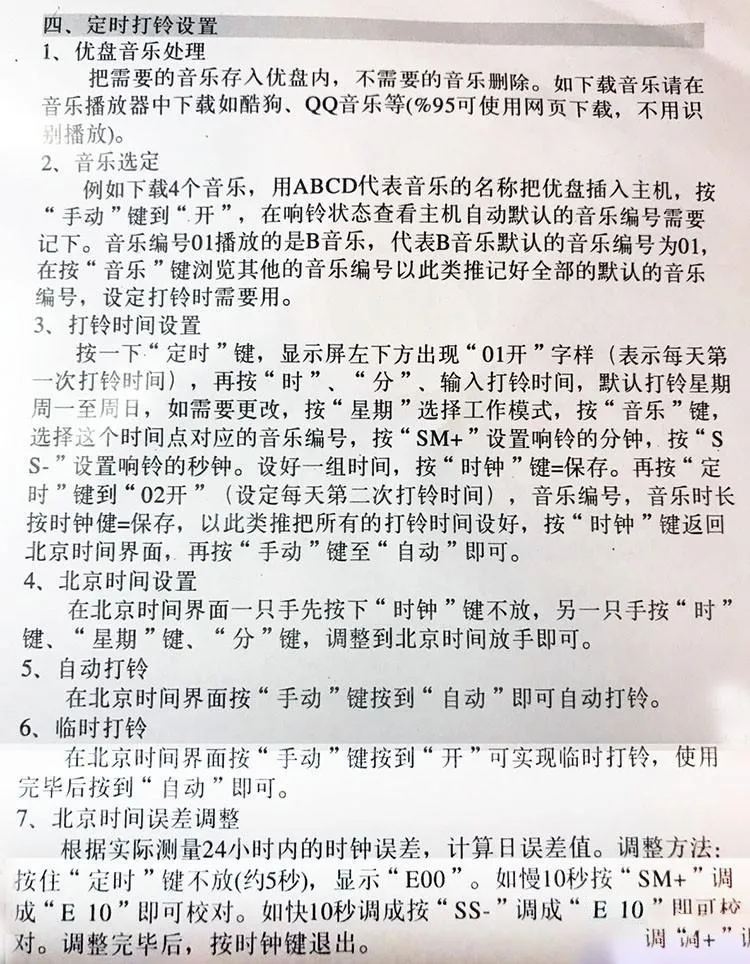 四、定时打铃设置
1、优盘音乐处理
把需要的音乐存入优盘内，不需要的音乐删除。如下载音乐请在
音乐播放器中下载如酷狗、QQ音乐等(%95可使用网页下载，不用识
别播放)。
2、音乐选定
例如下载4个音乐，用ABCD代表音乐的名称把优盘插入主机，按
“手动”键到“开”，在响铃状态查看主机自动默认的音乐编号需要
记下。音乐编号01播放的是B音乐，代表B音乐默认的音乐编号为01，
在按“音乐”键浏览其他的音乐编号以此类推记好全部的默认的音乐
编号，设定打铃时需要用。
3、打铃时间设置
按一下“定时”键，显示屏左下方出现“01开”字样（表示每天第
一次打铃时间），再按“时”、“分”、输入打铃时间，默认打铃星期
周一至周日，如需要更改，按“星期”选择工作模式，按“音乐”键，
选择这个时间点对应的音乐编号，按“SM+”设置响铃的分钟，按“S
S-”设置响铃的秒钟。设好一组时间，按“时钟”键=保存。再按“定
时”键到“02开”（设定每天第二次打铃时间），音乐编号，音乐时长
按时钟健=保存，以此类推把所有的打铃时间设好，按“时钟”键返回
北京时间界面，再按“手动”键至“自动”即可。
4、北京时间设置
在北京时间界面一只手先按下“时钟”键不放，另一只手按“时”
键、“星期”键、“分”键，调整到北京时间放手即可。
5、自动打铃
在北京时间界面按“手动”键按到“自动”即可自动打铃。
6、临时打铃
在北京时间界面按“手动”键按到“开”可实现临时打铃，使用
完毕后按到“自动”即可。
7、北京时间误差调整
根据实际测量24小时内的时钟误差，计算日误差值。调整方法：
按住“定时”键不放(约5秒)，显示“E00”。如慢10秒按“SM+”调
成“E 10”即可校对。如快10秒调成按“SS-”调成“E 10”即可校
对。调整完毕后，按时钟键退出。